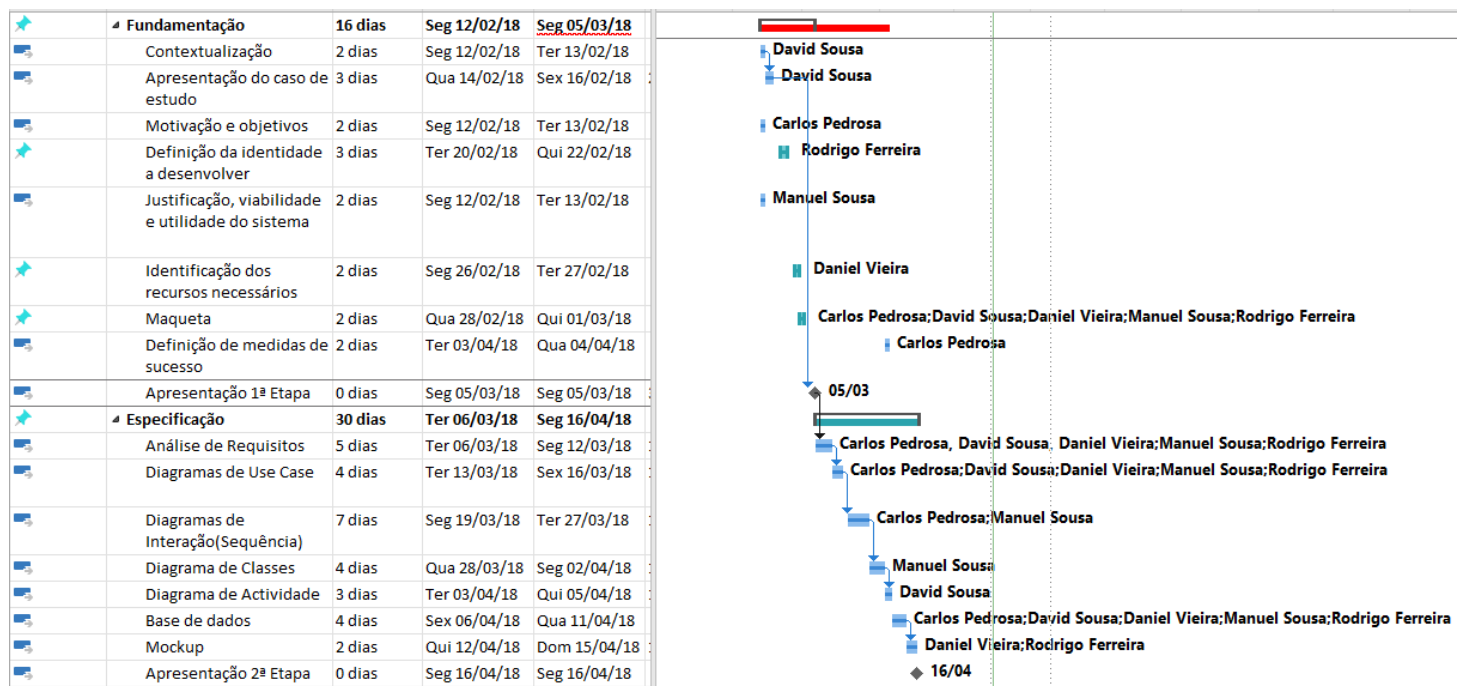 Fundamentação 16 dias Seg 12/02/18 Seg 05/03/18
Contextualização 2 dias Seg 12/02/18 Ter 13/02/18 David Sousa
Apresentação do caso de 3 dias Qua 14/02/18 Sex 16/02/18 David Sousa
estudo
Motivação e objetivos 2 dias Seg 12/02/18 Ter 13/02/18 Carlos Pedrosa
Definição da identidade 3 dias Ter 20/02/18 Qui 22/02/18 Rodrigo Ferreira
a desenvolver
Justificação, viabilidade 2 dias Seg 12/02/18 Ter 13/02/18 Manuel Sousa
e utilidade do sistema
Identificação dos 2 dias Seg 26/02/18 Ter 27/02/18 Daniel Vieira
recursos necessários
Maqueta 2 dias Qua 28/02/18 Qui 01/03/18 Carlos Pedrosa;David Sousa;Daniel Vieira;Manuel Sousa;Rodrigo Ferreira
Definição de medidas de 2 dias Ter 03/04/18 Qua 04/04/18 Carlos Pedrosa
sucesso
Apresentação 1ª Etapa 0 dias Seg 05/03/18 Seg 05/03/18 05/03
Especificação 30 dias Ter 06/03/18 Seg 16/04/18
Análise de Requisitos 5 dias Ter 06/03/18 Seg 12/03/18 Carlos Pedrosa, David Sousa, Daniel Vieira;Manuel Sousa;Rodrigo Ferreira
Diagramas de Use Case 4 dias Ter 13/03/18 Sex 16/03/18 Carlos Pedrosa;David Sousa;Daniel Vieira;Manuel Sousa;Rodrigo Ferreira
Diagramas de 7 dias Seg 19/03/18 Ter 27/03/18 Carlos Pedrosa;Manuel Sousa
Interação(Sequência)
Diagrama de Classes 4 dias Qua 28/03/18 Seg 02/04/18 Manuel Sousa
Diagrama de Actividade 3 dias Ter 03/04/18 Qui 05/04/18 David Sousa
Base de dados 4 dias Sex 06/04/18 Qua 11/04/18 Carlos Pedrosa;David Sousa;Daniel Vieira;Manuel Sousa;Rodrigo Ferreira
Mockup 2 dias Qui 12/04/18 Dom 15/04/18 Daniel Vieira;Rodrigo Ferreira
Apresentação 2ª Etapa 0 dias Seg 16/04/18 Seg 16/04/18 16/04